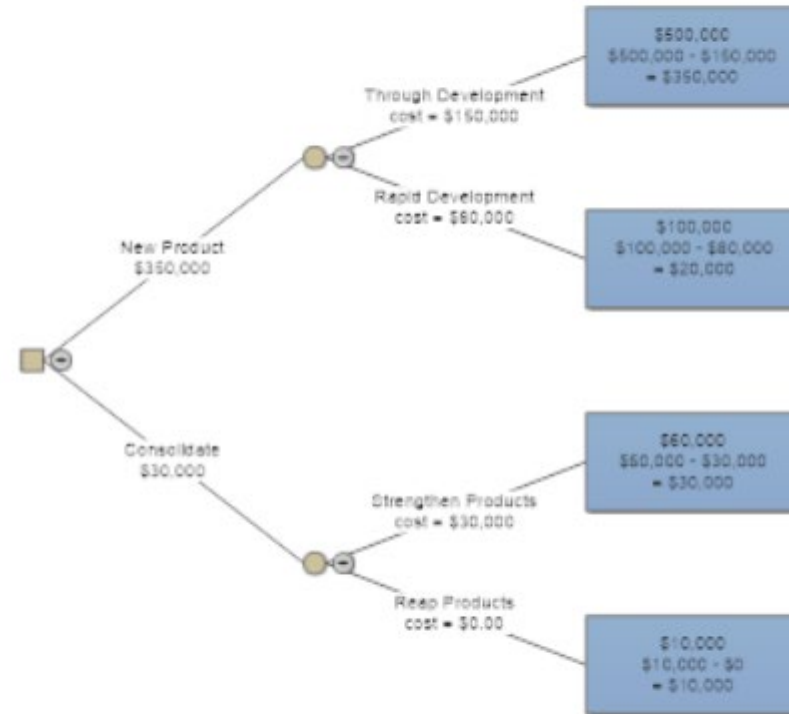 $500,000
$500,000 - $150,000
= $350,000
Through Development
cost = $150,000
Rapid Development
cost = $80,000
$100,000
$100,000 - $80,000
= $20,000
New Product
$350,000
Consolidate
$30,000
$60,000
$60,000 - $30,000
= $30,000
Strengthen Products
cost = $30,000
Reap Products
cost = $0.00
$10,000
$10,000 - $0
= $10,000